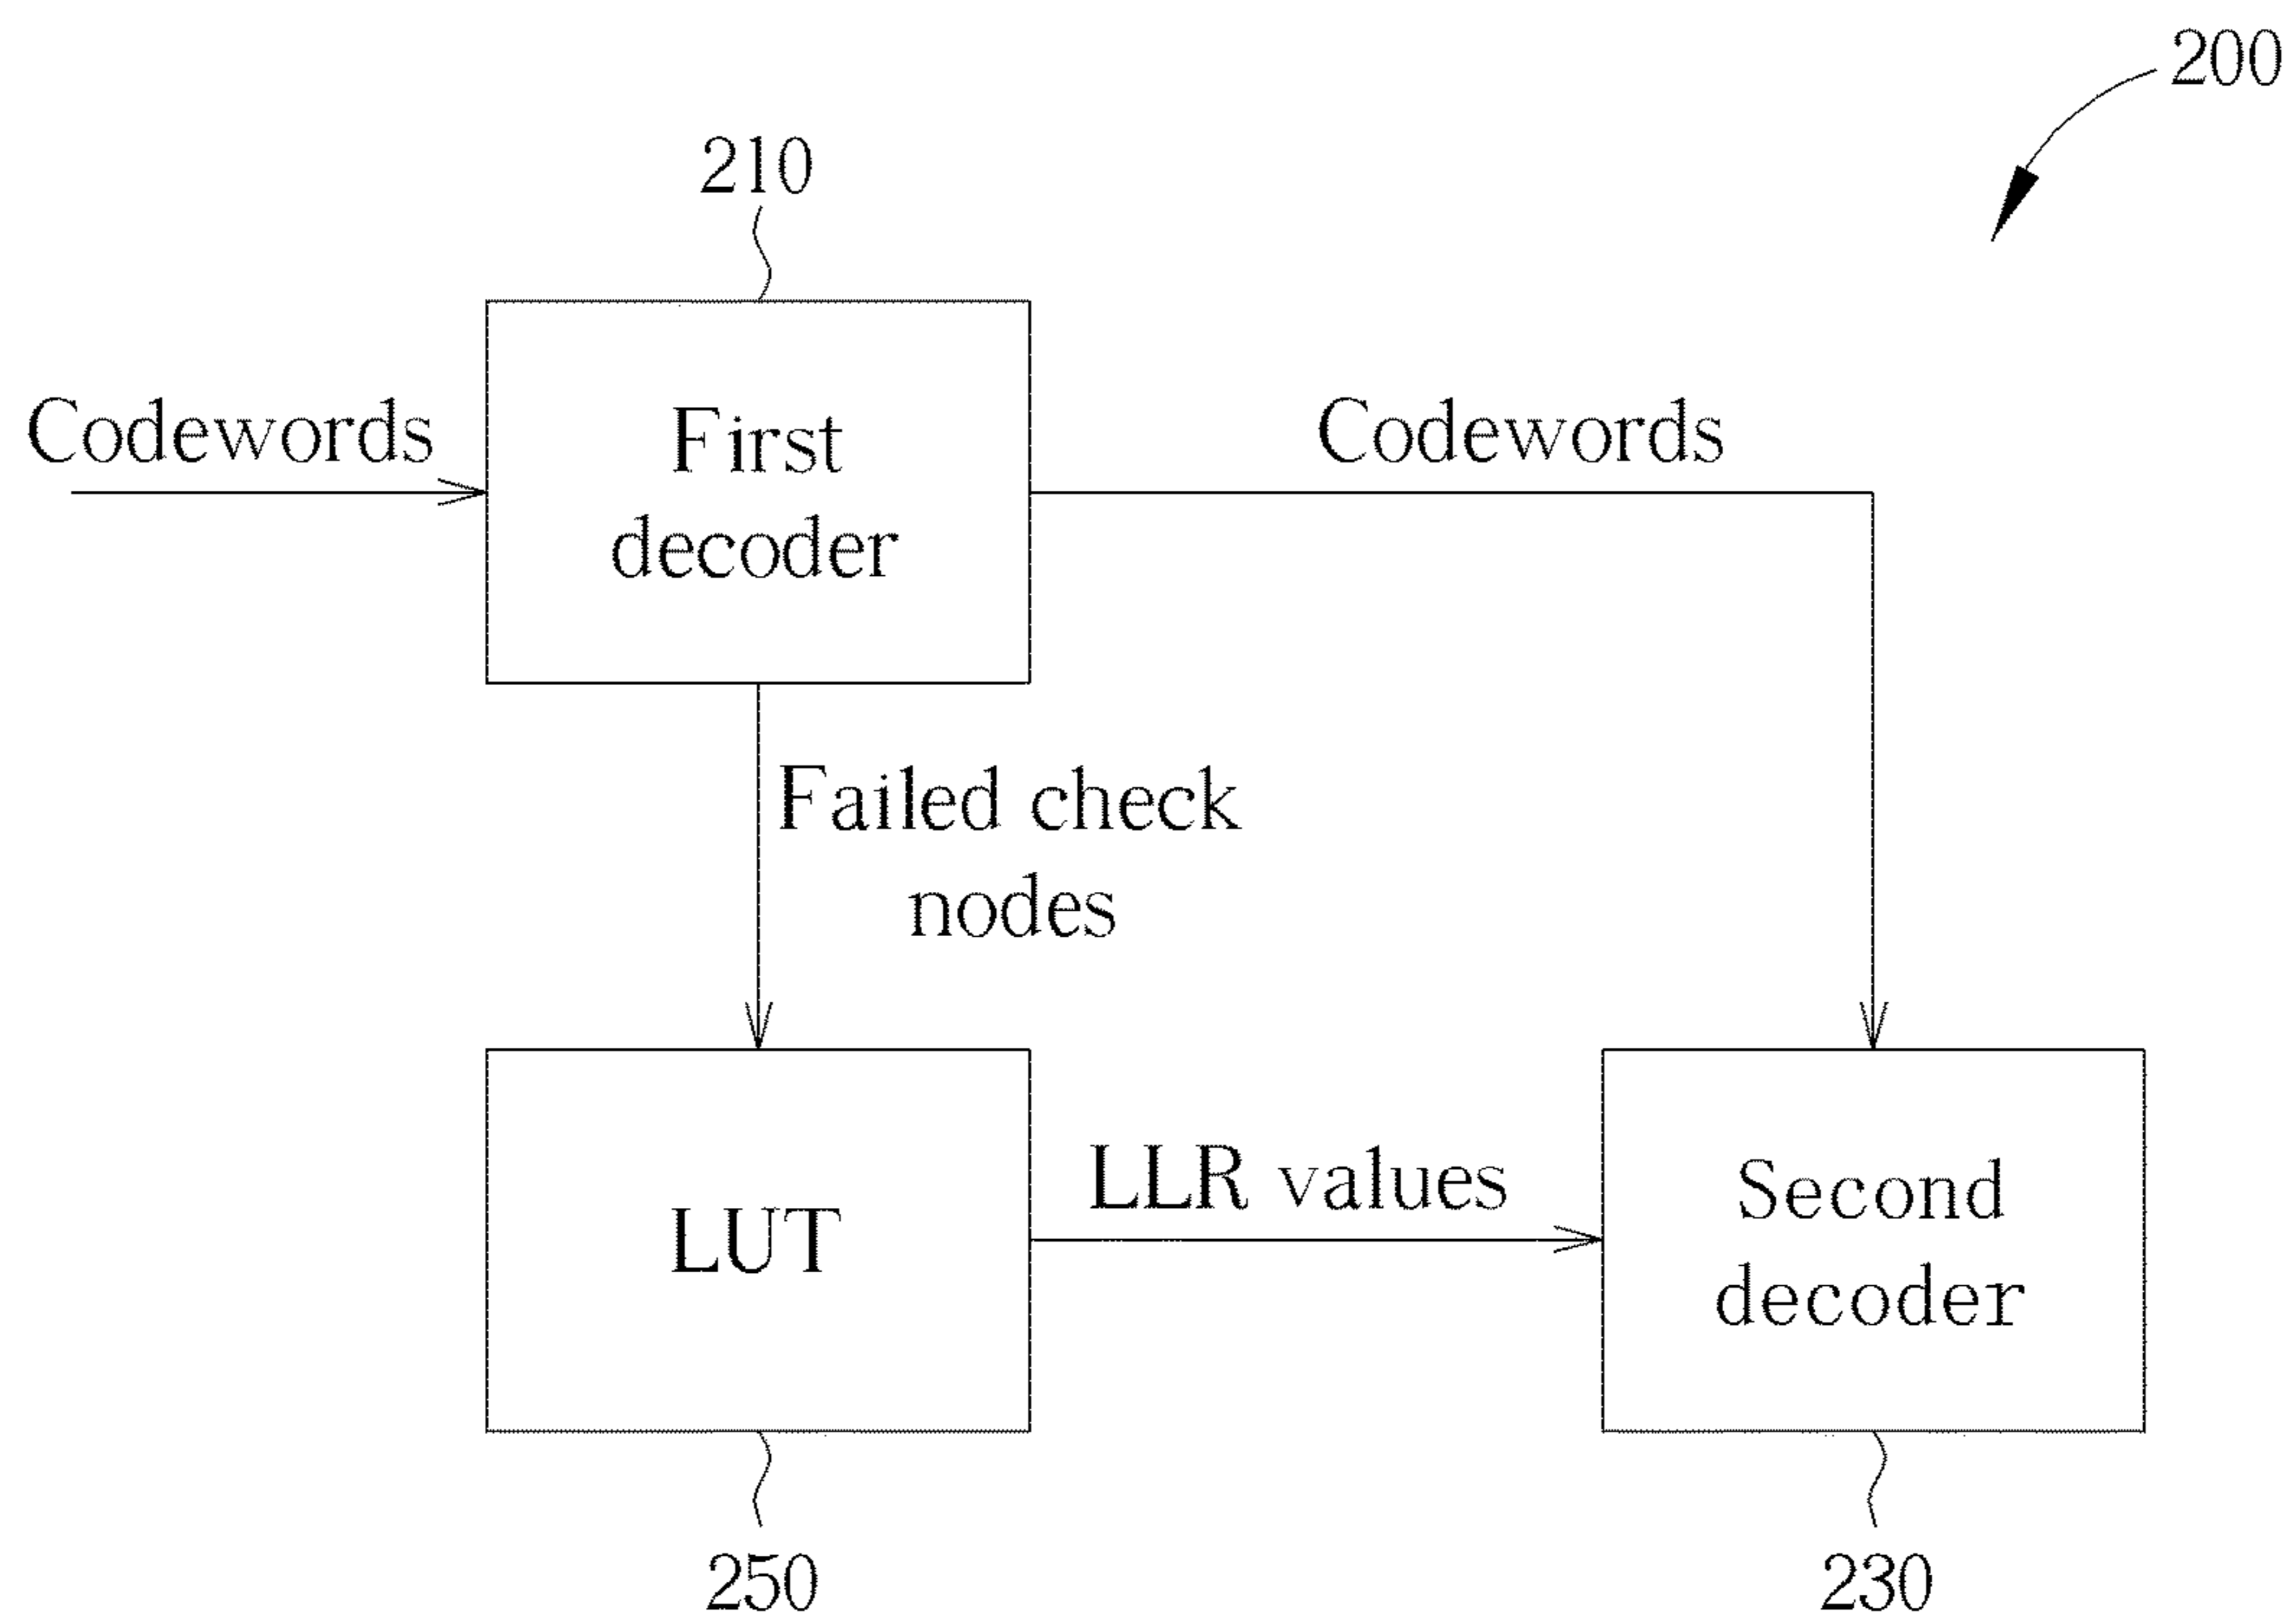 200
210
Codewords
First
decoder
Codewords
Failed check
nodes
LUT
LLR values
Second
decoder
250
230